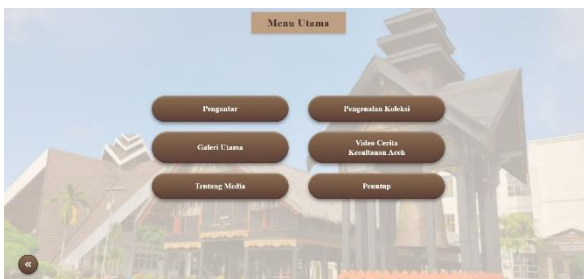 Menu Utama
Pengantar
Pengenalan Koleksi
Galeri Utama
Video Cerita
Kesultanan Aceh
Tentang Media
Penutup
«